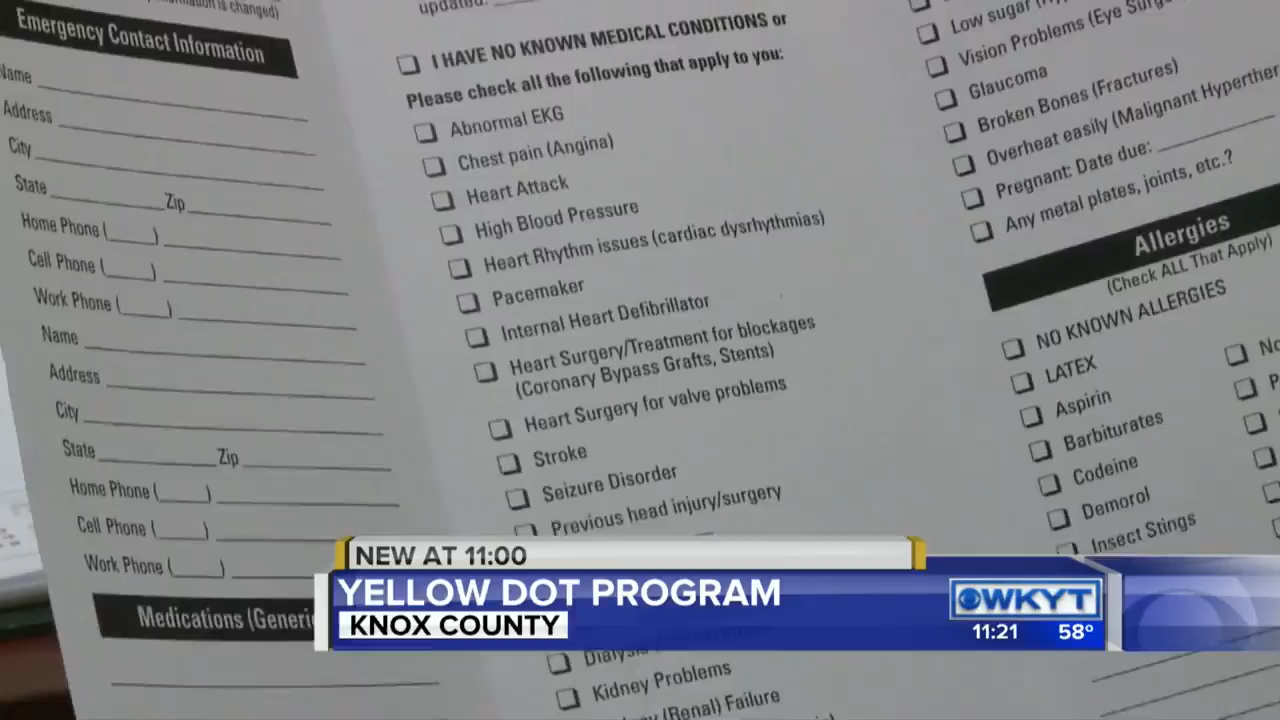 is changed)
Emergency Contact Information
Name
Address
City
State Zip
Home Phone ( )
Cell Phone ( )
Work Phone ( )
Name
Address
City
State Zip
Home Phone ( )
Cell Phone ( )
Work Phone ( )
Medications
updated:
I HAVE NO KNOWN MEDICAL CONDITIONS or
Please check all the following that apply to you:
Abnormal EKG
Chest pain (Angina)
Heart Attack
High Blood Pressure
Heart Rhythm issues (cardiac dysrhythmias)
Pacemaker
Internal Heart Defibrillator
Heart Surgery/Treatment for blockages
(Coronary Bypass Grafts, Stents)
Heart Surgery for valve problems
Stroke
Seizure Disorder
Previous head injury/surgery
Kidney Problems
(Renal) Failure
Low sugar
Vision Problems (Eye
Glaucoma
Broken Bones (Fractures)
Overheat easily (Malignant
Pregnant: Date due:
Any metal plates, joints, etc.?
Allergies
(Check ALL That Apply)
NO KNOWN ALLERGIES
LATEX
Aspirin
Barbiturates
Codeine
Demorol
Insect Stings
NEW AT 11:00
YELLOW DOT PROGRAM
KNOX COUNTY
WKYT
11:21 58°